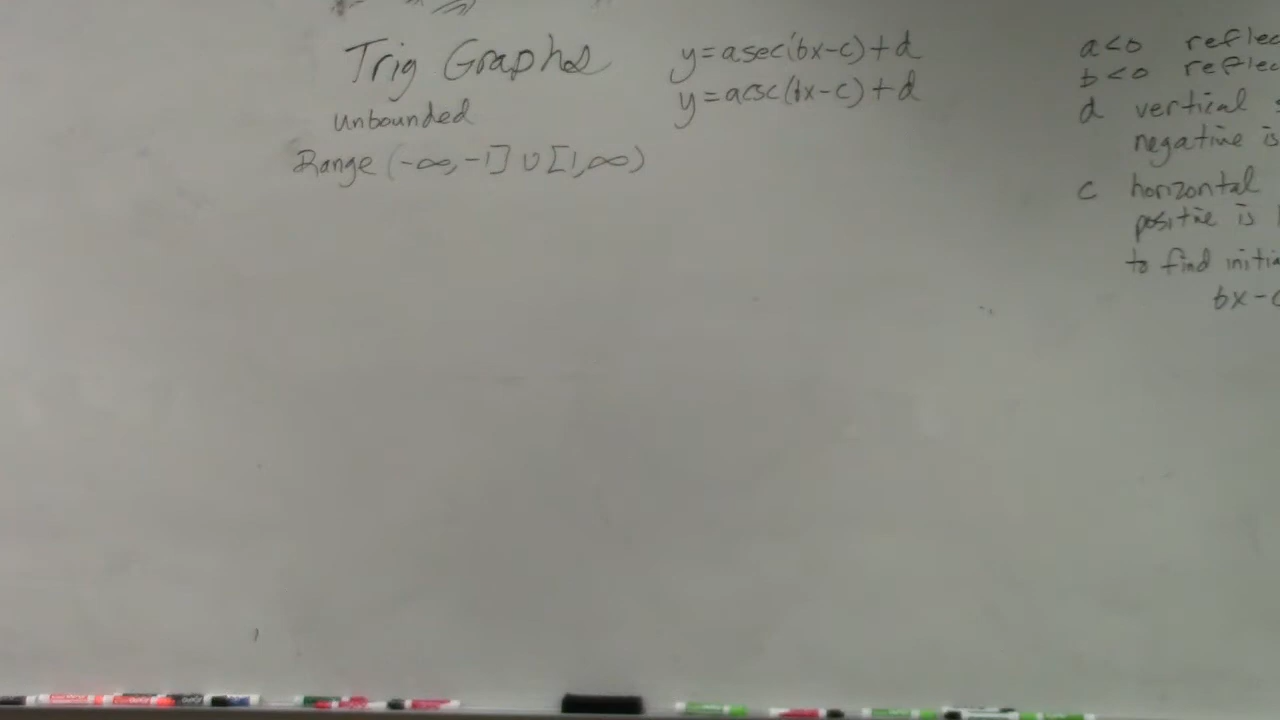 Trig Graphs
unbounded
Range (-∞, -1] ∪ [1, ∞)
y=asec(bx-c)+d
y=acsc(bx-c)+d
a<0 reflec
b<0 reflec
d vertical
negative is
c horizontal
positive is
to find initia
bx-c